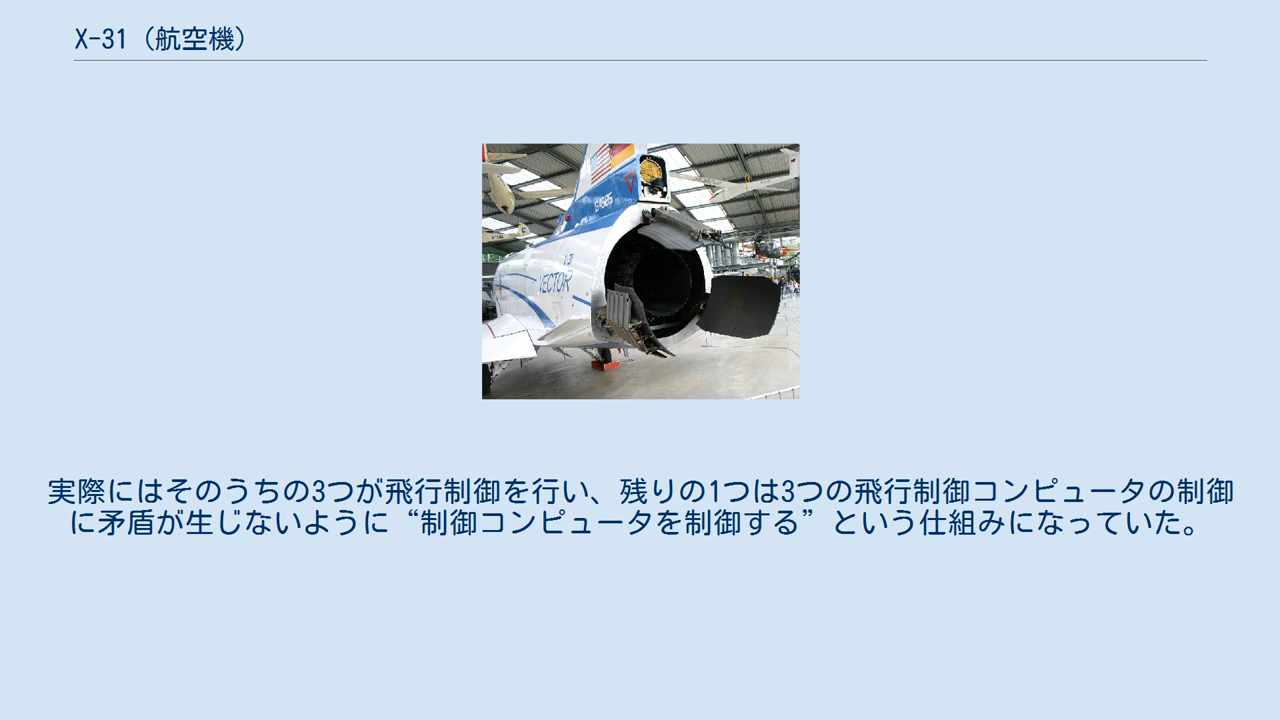 X-31（航空機）
VECTOR
実際にはそのうちの3つが飛行制御を行い、残りの1つは3つの飛行制御コンピュータの制御
に矛盾が生じないように“制御コンピュータを制御する”という仕組みになっていた。